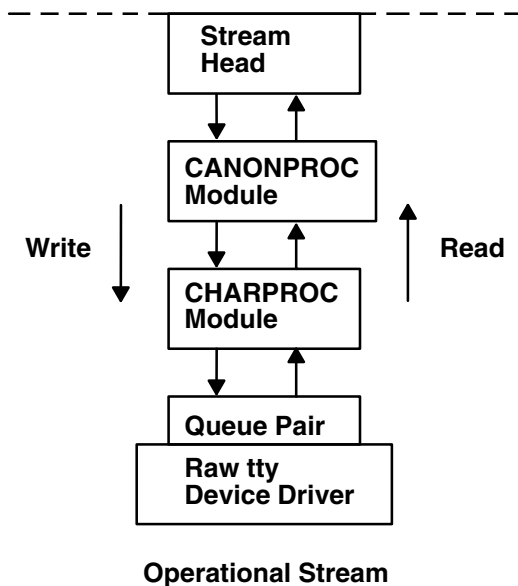 Stream
Head
CANONPROC
Module
Write
Read
CHARPROC
Module
Queue Pair
Raw tty
Device Driver
Operational Stream